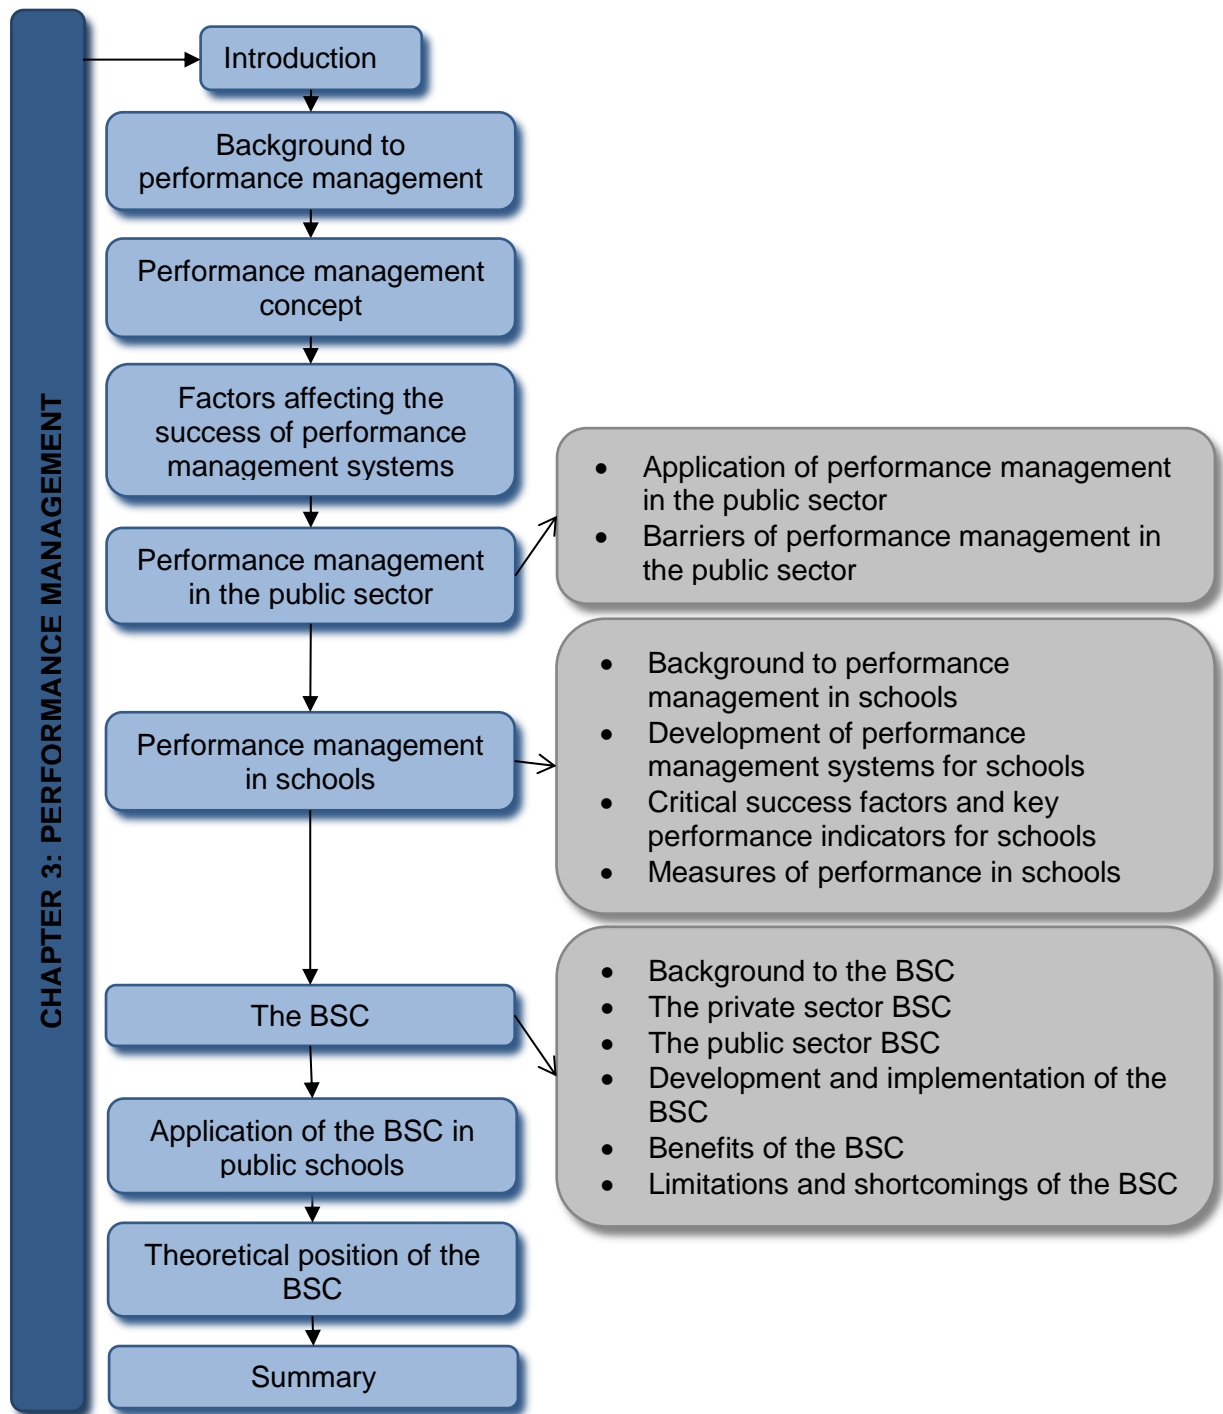 CHAPTER 3: PERFORMANCE MANAGEMENT
Introduction
Background to
performance management
Performance management
concept
Factors affecting the
success of performance
management systems
Performance management
in the public sector
• Application of performance management
in the public sector
• Barriers of performance management in
the public sector
Performance management
in schools
• Background to performance
management in schools
• Development of performance
management systems for schools
• Critical success factors and key
performance indicators for schools
• Measures of performance in schools
The BSC
• Background to the BSC
• The private sector BSC
• The public sector BSC
• Development and implementation of the
BSC
• Benefits of the BSC
• Limitations and shortcomings of the BSC
Application of the BSC in
public schools
Theoretical position of the
BSC
Summary